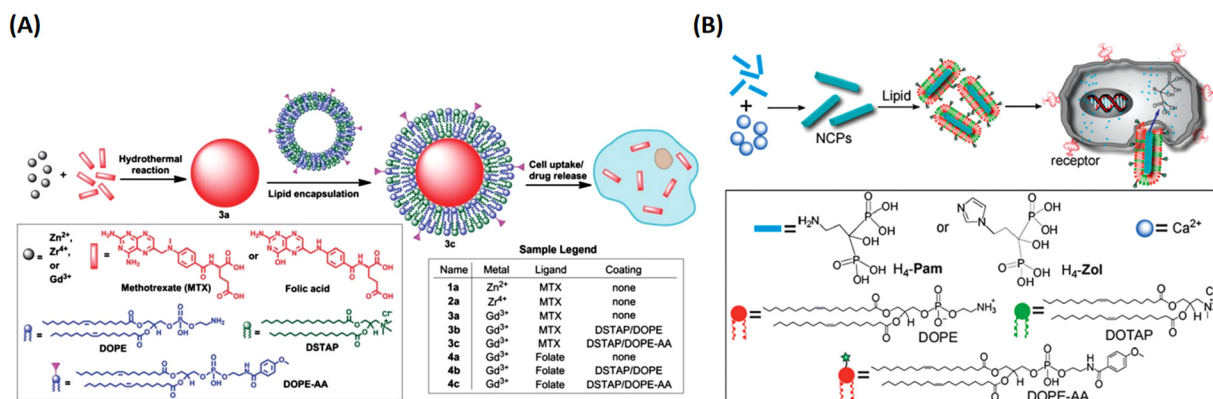 (A)
Hydrothermal
reaction
Lipid encapsulation
Cell uptake/
drug release
3a
3c
+
= Zn2+,
Zr4+,
or
Gd3+
=
or
Methotrexate (MTX)
Folic acid
DOPE
DSTAP
DOPE-AA
Sample Legend
Name Metal Ligand Coating
1a Zn2+ MTX none
2a Zr4+ MTX none
3a Gd3+ MTX none
3b Gd3+ MTX DSTAP/DOPE
3c Gd3+ MTX DSTAP/DOPE-AA
4a Gd3+ Folate none
4b Gd3+ Folate DSTAP/DOPE
4c Gd3+ Folate DSTAP/DOPE-AA
(B)
+
NCPs
Lipid
receptor
=
or
= Ca2+
H4-Pam
H4-Zol
DOPE
DOTAP
DOPE-AA